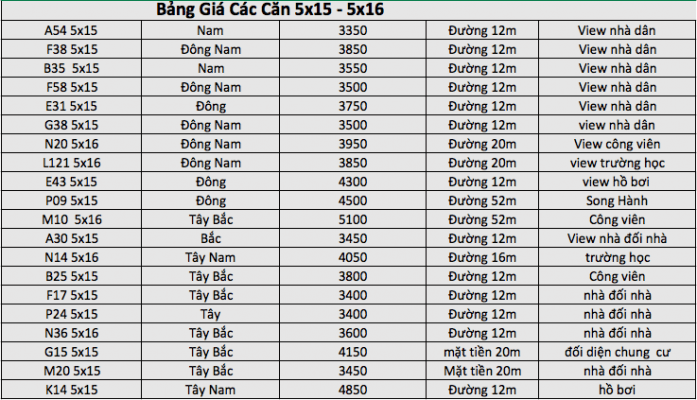 Bảng Giá Các Căn 5x15 - 5x16
A54 5x15 Nam 3350 Đường 12m View nhà dân
F38 5x15 Đông Nam 3850 Đường 12m View nhà dân
B35 5x15 Nam 3550 Đường 12m View nhà dân
F58 5x15 Đông Nam 3500 Đường 12m View nhà dân
E31 5x15 Đông 3750 Đường 12m View nhà dân
G38 5x15 Đông Nam 3500 Đường 12m view nhà dân
N20 5x16 Đông Nam 3950 Đường 20m View công viên
L121 5x16 Đông Nam 3850 Đường 20m view trường học
E43 5x15 Đông 4300 Đường 12m view hồ bơi
P09 5x15 Đông 4500 Đường 52m Song Hành
M10 5x16 Tây Bắc 5100 Đường 52m Công viên
A30 5x15 Bắc 3450 Đường 12m View nhà đối nhà
N14 5x16 Tây Nam 4050 Đường 16m trường học
B25 5x15 Tây Bắc 3800 Đường 12m Công viên
F17 5x15 Tây Bắc 3400 Đường 12m nhà đối nhà
P24 5x15 Tây 3400 Đường 12m nhà đối nhà
N36 5x16 Tây Bắc 3600 Đường 12m nhà đối nhà
G15 5x15 Tây Bắc 4150 mặt tiền 20m đối diện chung cư
M20 5x15 Tây Bắc 3450 Mặt tiền 20m nhà đối nhà
K14 5x15 Tây Nam 4850 Đường 12m hồ bơi